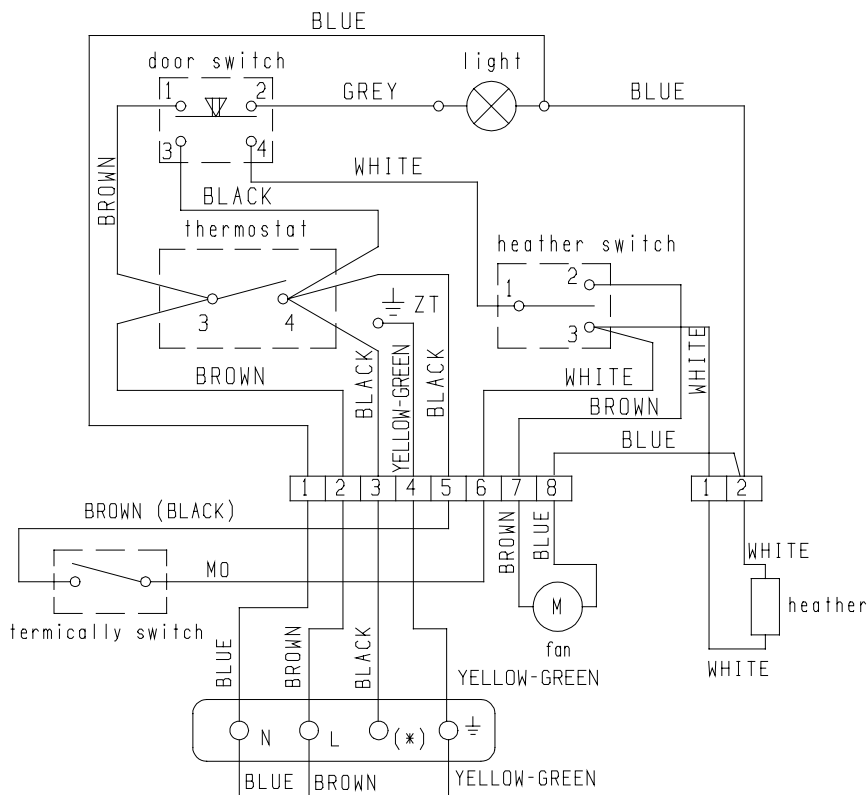 BLUE
door switch
light
1 2
GREY
BLUE
3 4
WHITE
BROWN
BLACK
thermostat
heather switch
2
1
3 4
ZT
3
BROWN
BLACK
YELLOW-GREEN
BLACK
WHITE
WHITE
BROWN
BLUE
1 2 3 4 5 6 7 8
1 2
BROWN (BLACK)
BROWN
BLUE
MO
WHITE
M
heather
termically switch
fan
BLUE
BROWN
BLACK
WHITE
YELLOW-GREEN
N L (*)
BLUE BROWN YELLOW-GREEN